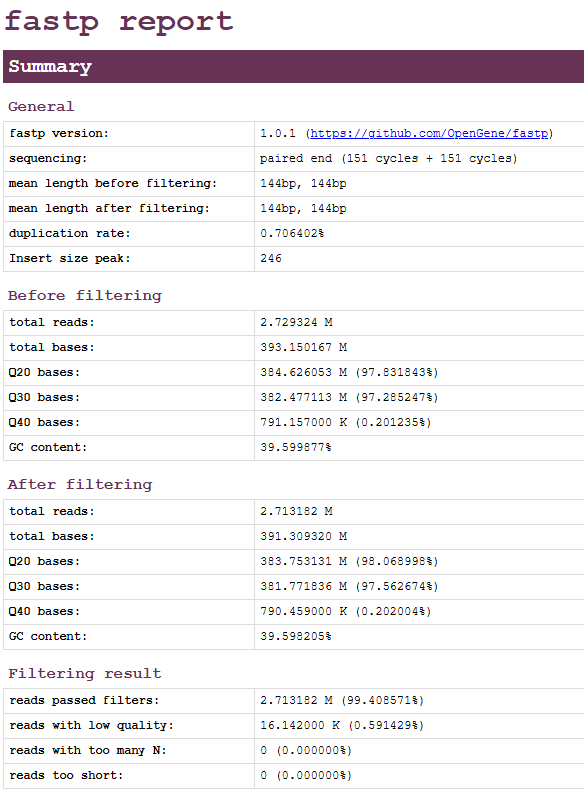 fastp report
Summary
General
fastp version: 1.0.1 (https://github.com/OpenGene/fastp)
sequencing: paired end (151 cycles + 151 cycles)
mean length before filtering: 144bp, 144bp
mean length after filtering: 144bp, 144bp
duplication rate: 0.706402%
Insert size peak: 246
Before filtering
total reads: 2.729324 M
total bases: 393.150167 M
Q20 bases: 384.626053 M (97.831843%)
Q30 bases: 382.477113 M (97.285247%)
Q40 bases: 791.157000 K (0.201235%)
GC content: 39.599877%
After filtering
total reads: 2.713182 M
total bases: 391.309320 M
Q20 bases: 383.753131 M (98.068998%)
Q30 bases: 381.771836 M (97.562674%)
Q40 bases: 790.459000 K (0.202004%)
GC content: 39.598205%
Filtering result
reads passed filters: 2.713182 M (99.408571%)
reads with low quality: 16.142000 K (0.591429%)
reads with too many N: 0 (0.000000%)
reads too short: 0 (0.000000%)